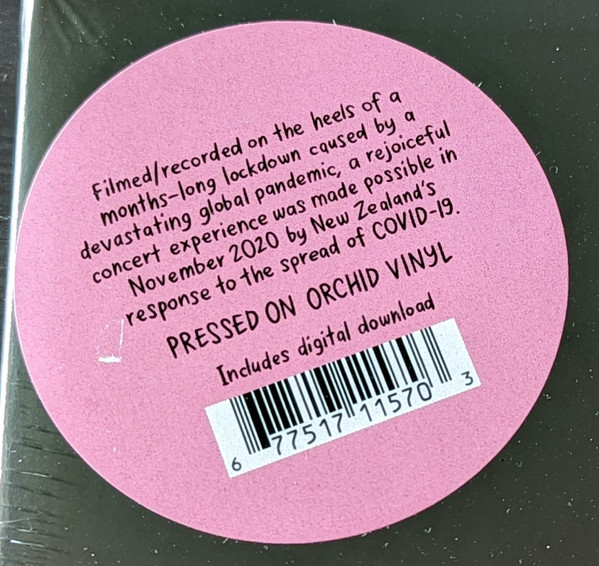 Filmed/recorded on the heels of a
months-long lockdown caused by a
devastating global pandemic, a rejoiceful
concert experience was made possible in
November 2020 by New Zealand's
response to the spread of COVID-19.
PRESSED ON ORCHID VINYL
Includes digital download
6 77517 11570 3